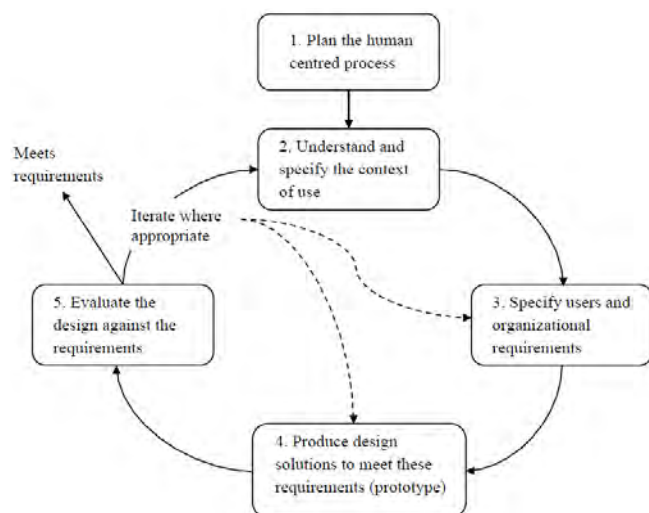 1. Plan the human
centred process
2. Understand and
specify the context
of use
Meets
requirements
Iterate where
appropriate
3. Specify users and
organizational
requirements
5. Evaluate the
design against the
requirements
4. Produce design
solutions to meet these
requirements (prototype)